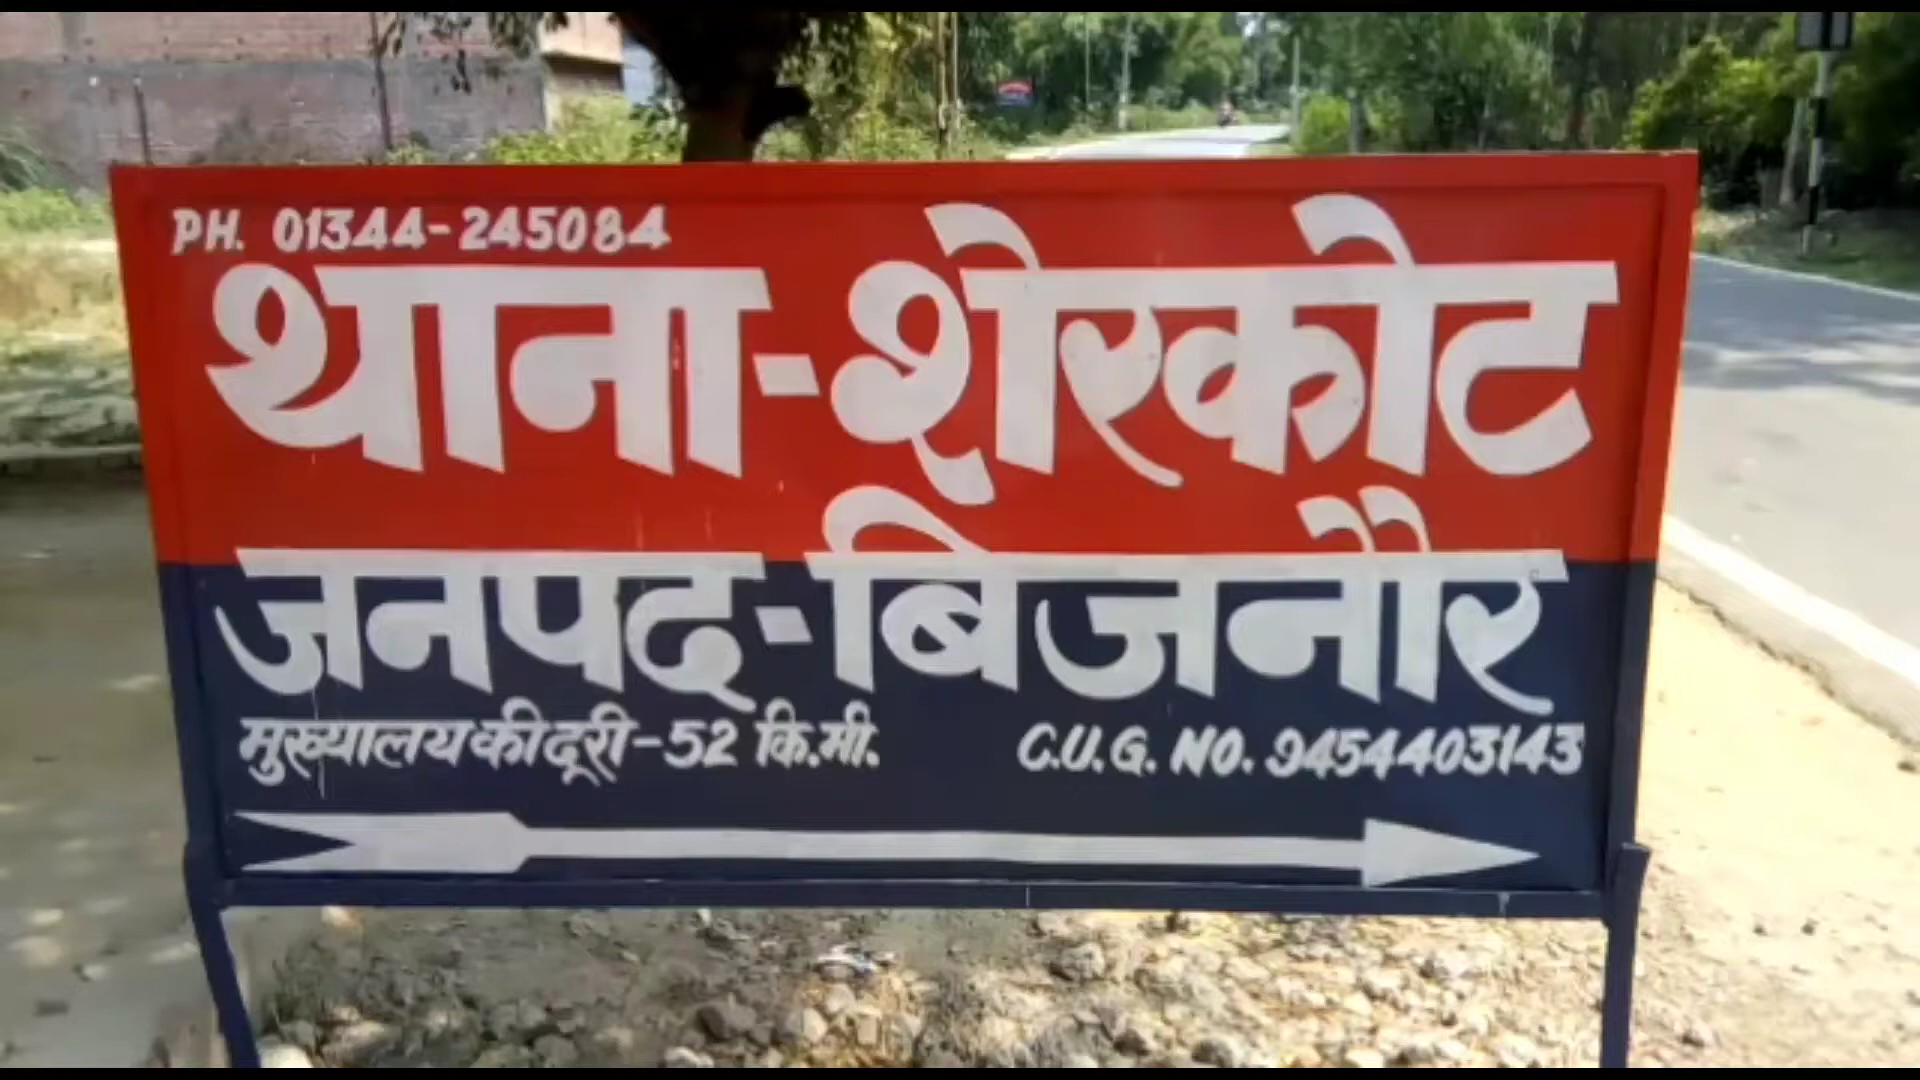 PH. 01344-245084
थाना-शेरकोट
जनपद-बिजनौर
मुख्यालय की दूरी-52 कि.मी. C.U.G. NO. 9454403143